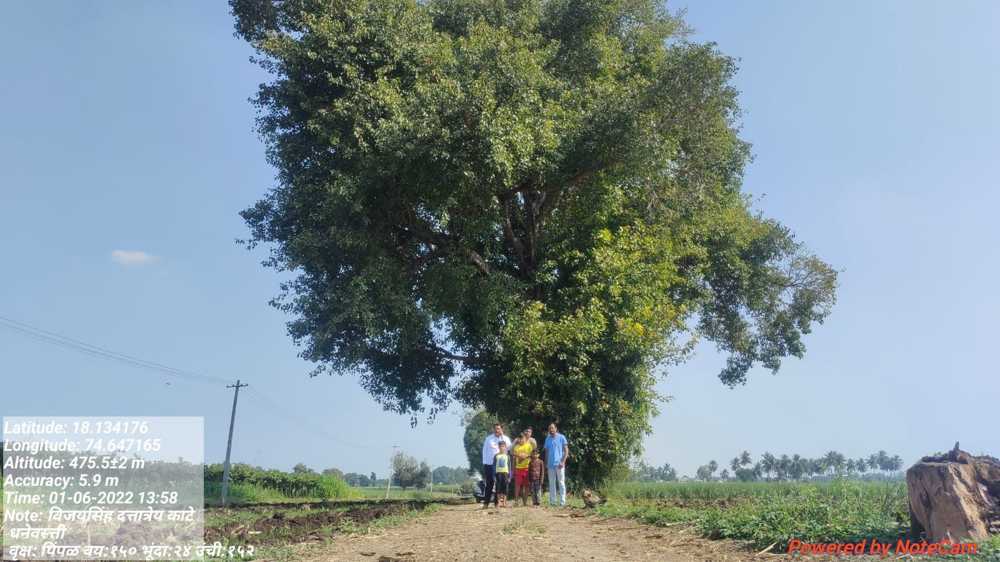 Latitude: 18.134176
Longitude: 74.647165
Altitude: 475.5±2 m
Accuracy: 5.9 m
Time: 01-06-2022 13:58
Note: विजयसिंह दत्तात्रेय काटे
धनेवस्ती
वृक्ष: पिंपळ वय:१५० भूंदा:२४ उंची:१५२
Powered by NoteCam